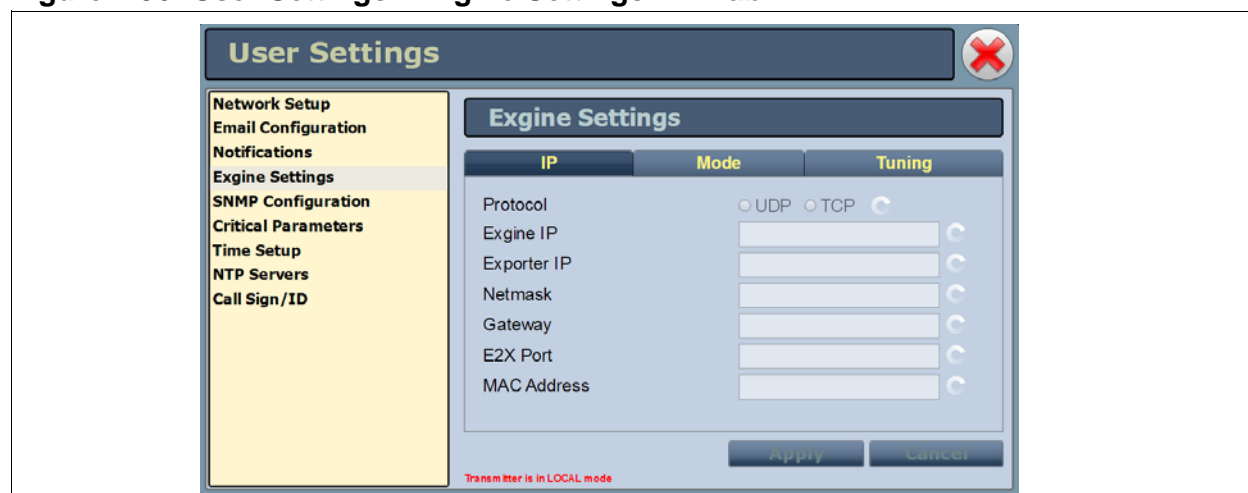 User Settings
Network Setup
Email Configuration
Notifications
Exgine Settings
SNMP Configuration
Critical Parameters
Time Setup
NTP Servers
Call Sign/ID
Exgine Settings
IP Mode Tuning
Protocol UDP TCP
Exgine IP
Exporter IP
Netmask
Gateway
E2X Port
MAC Address
Apply Cancel
Transmitter is in LOCAL mode